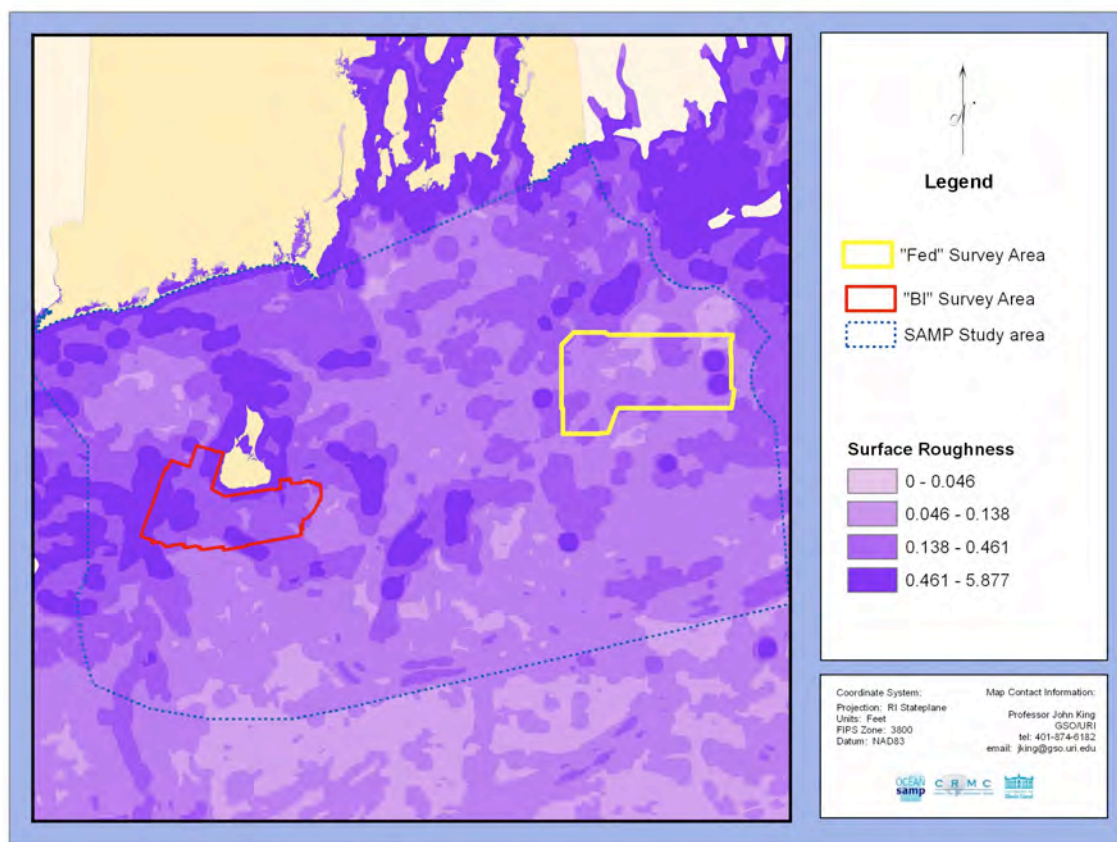 Legend
"Fed" Survey Area
"BI" Survey Area
SAMP Study area
Surface Roughness
0 - 0.046
0.046 - 0.138
0.138 - 0.461
0.461 - 5.877
Coordinate System:
Projection: RI Stateplane
Units: Feet
FIPS Zone: 3800
Datum: NAD83
Map Contact Information:
Professor John King
GSO/URI
tel: 401-874-6182
email: jking@gso.uri.edu
OCEAN
samp
CRMC